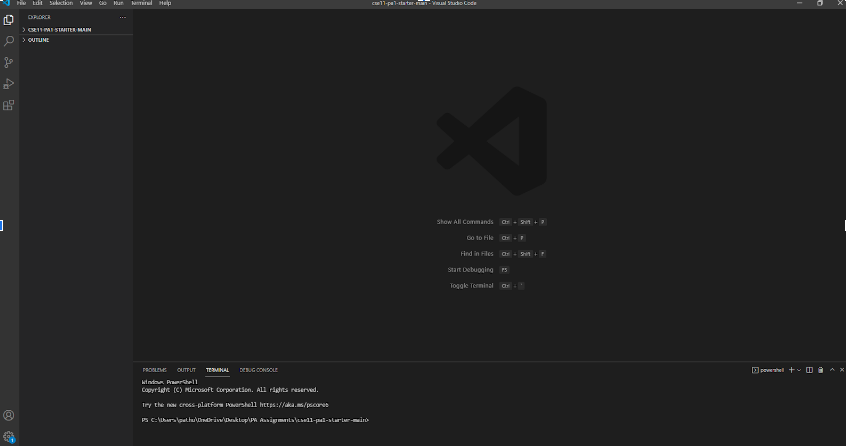 File Edit Selection View Go Run Terminal Help
cse11-pa1-starter-main - Visual Studio Code
EXPLORER
CSE11-PA1-STARTER-MAIN
OUTLINE
Show All Commands Ctrl + Shift + P
Go to File Ctrl + P
Find in Files Ctrl + Shift + F
Start Debugging F5
Toggle Terminal Ctrl + `
PROBLEMS OUTPUT TERMINAL DEBUG CONSOLE
powershell
Windows PowerShell
Copyright (C) Microsoft Corporation. All rights reserved.
Try the new cross-platform PowerShell https://aka.ms/pscore6
PS C:\Users\patho\OneDrive\Desktop\PA Assignments\cse11-pa1-starter-main>
1